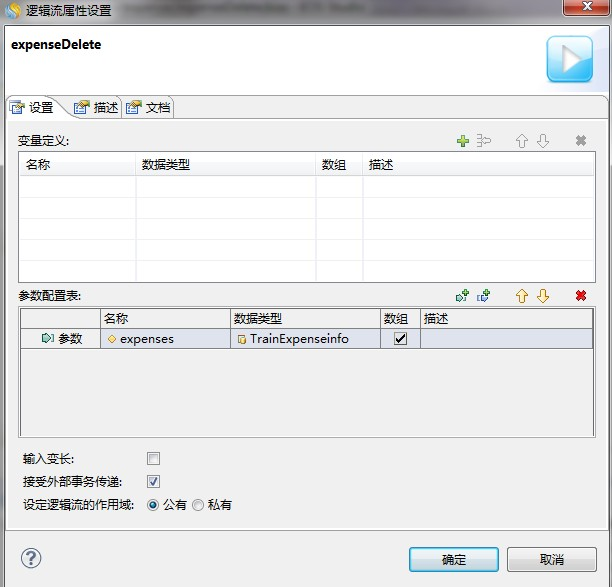 逻辑流属性设置
expenseDelete
设置 描述 文档
变量定义:
名称 数据类型 数组 描述
参数配置表:
名称 数据类型 数组 描述
参数 expenses TrainExpenseinfo
输入变长:
接受外部事务传递:
设定逻辑流的作用域: 公有 私有
确定 取消